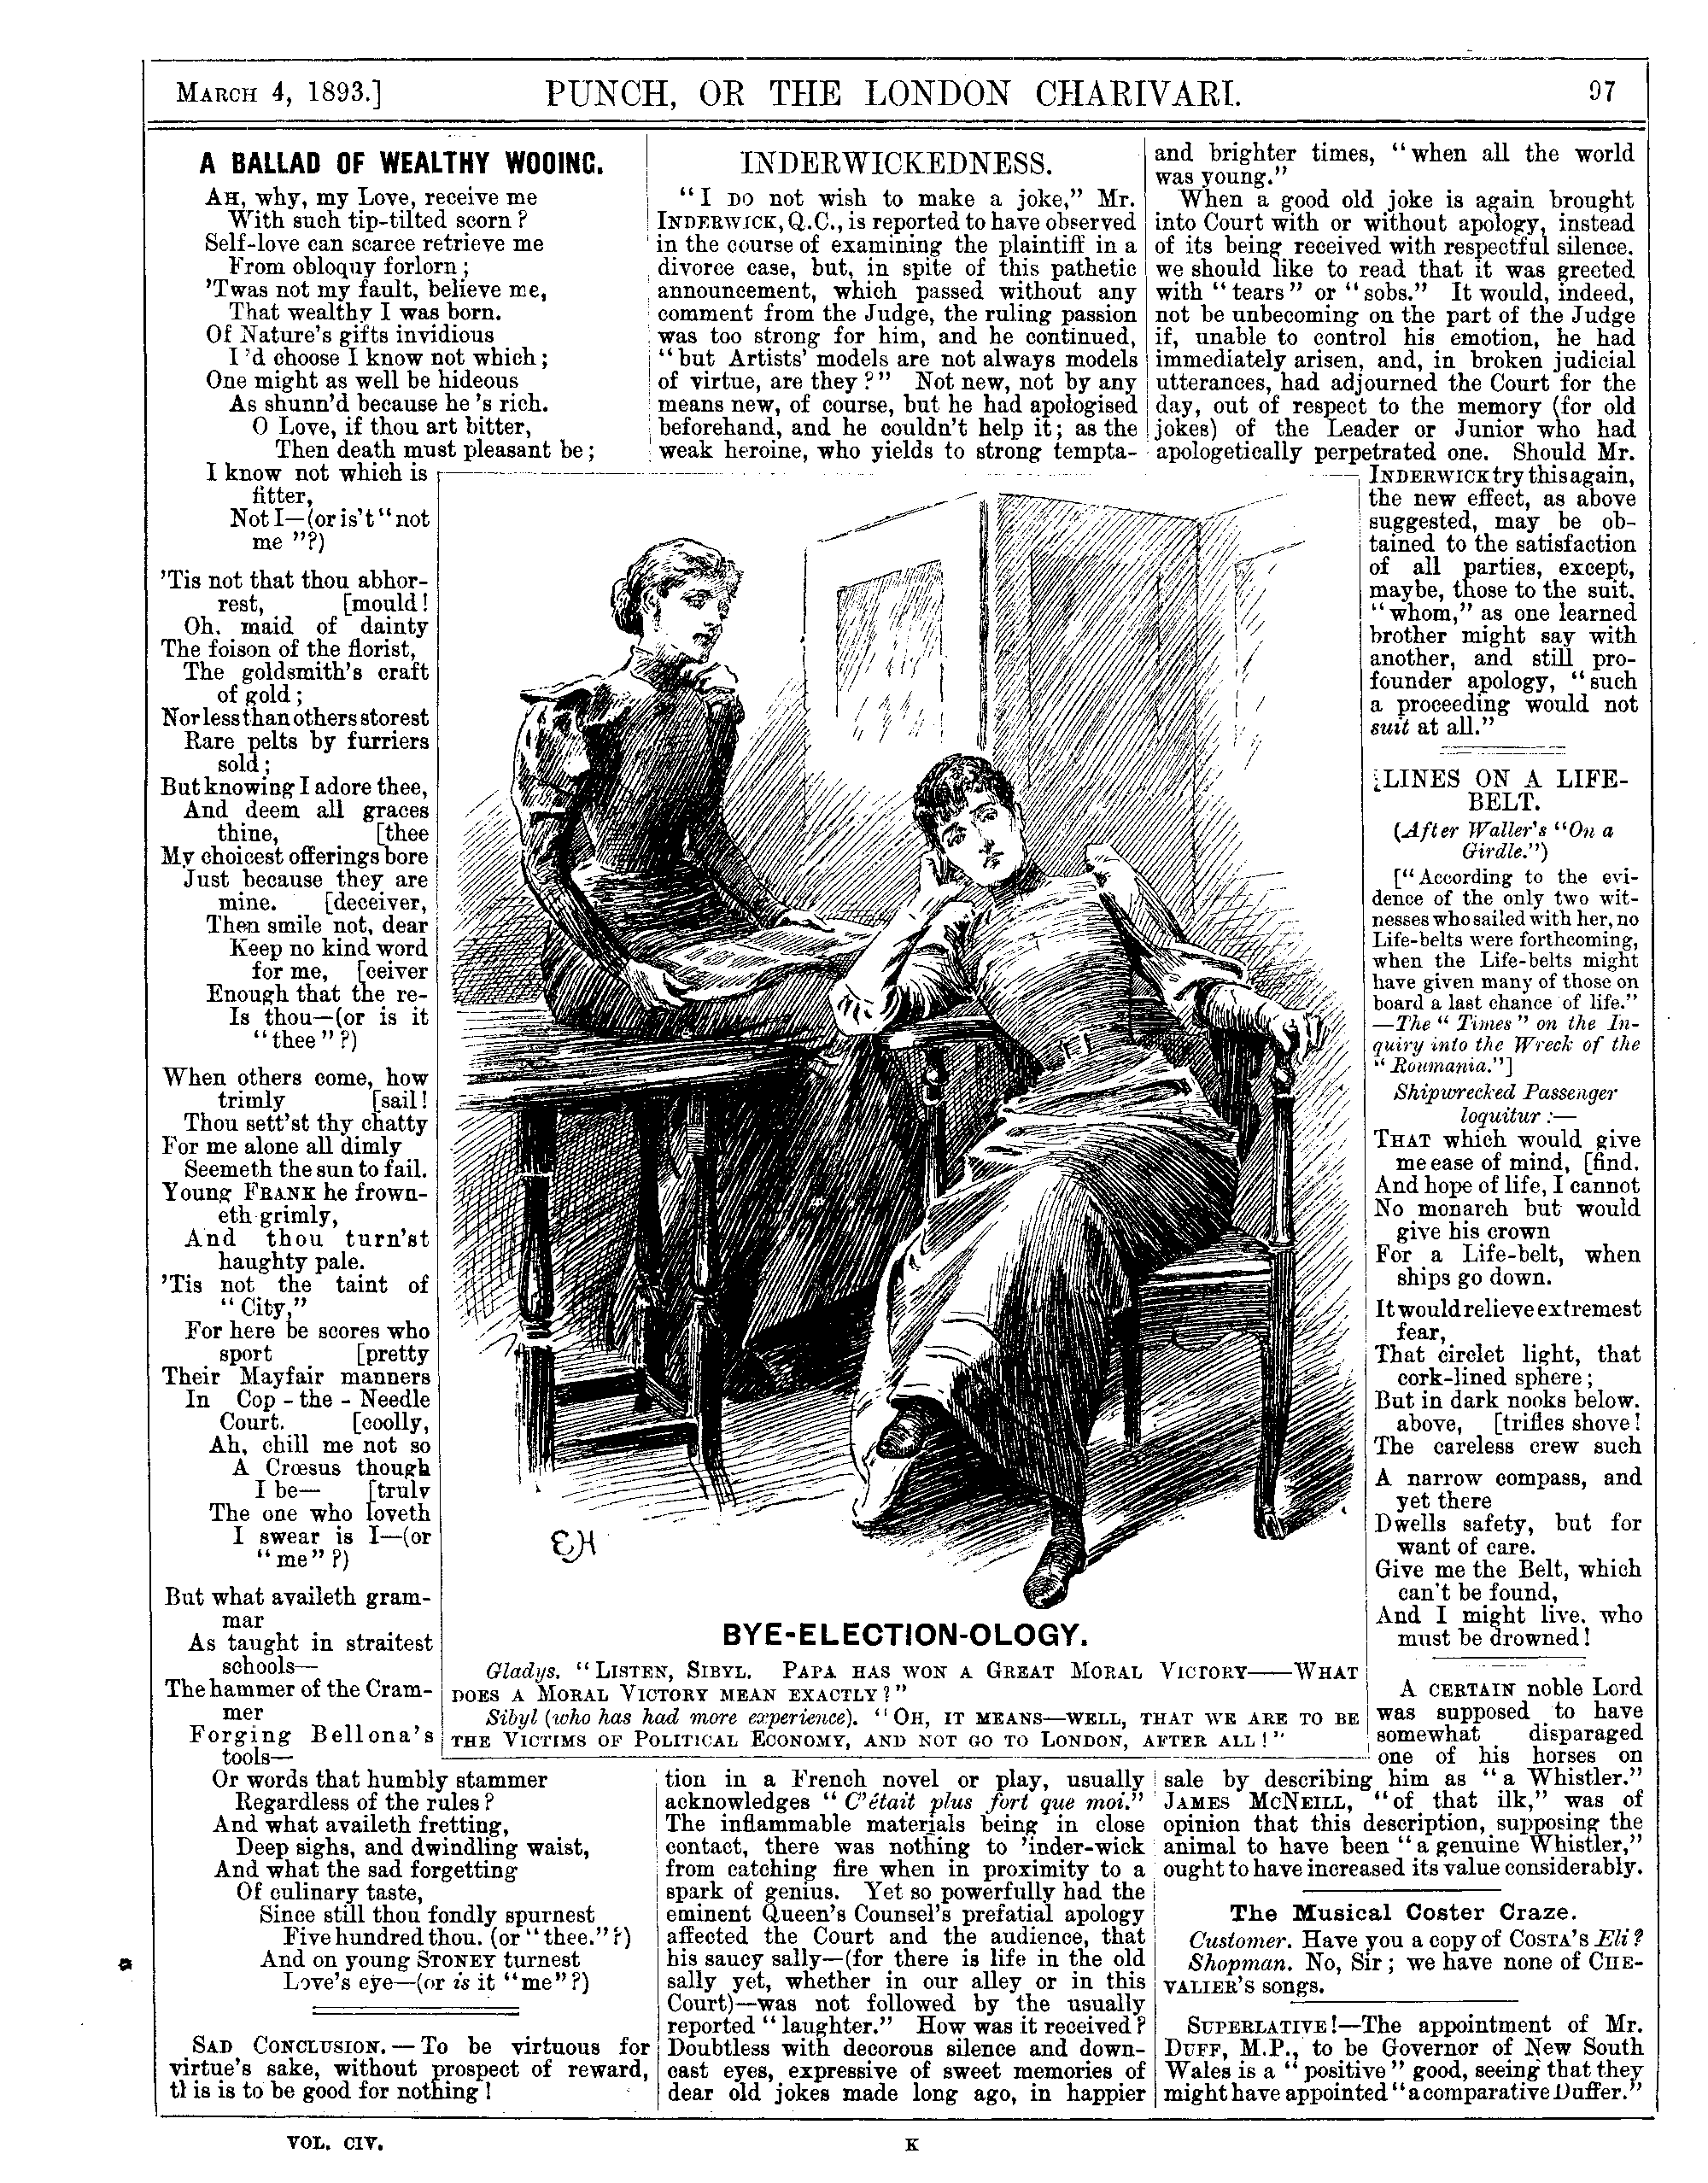 MARCH 4, 1893.]
PUNCH, OR THE LONDON CHARIVARI.
97
A BALLAD OF WEALTHY WOOING.
AH, why, my Love, receive me
With such tip-tilted scorn?
Self-love can scarce retrieve me
From obloquy forlorn;
'Twas not my fault, believe me,
That wealthy I was born.
Of Nature's gifts invidious
I'd choose I know not which;
One might as well be hideous
As shunn'd because he's rich.
O Love, if thou art bitter,
Then death must pleasant be;
I know not which is
fitter,
Not I—(or is't "not
me"?)
'Tis not that thou abhor-
rest, [mould!
Oh, maid of dainty
The foison of the florist,
The goldsmith's craft
of gold;
Nor less than others storest
Rare pelts by furriers
sold;
But knowing I adore thee,
And deem all graces
thine, [thee
My choicest offerings bore
Just because they are
mine. [deceiver,
Then smile not, dear
Keep no kind word
for me, [ceiver
Enough that the re-
Is thou—(or is it
"thee"?)
When others come, how
trimly [sail!
Thou sett'st thy chatty
For me alone all dimly
Seemeth the sun to fail.
Young FRANK he frown-
eth grimly,
And thou turn'st
haughty pale.
'Tis not the taint of
"City,"
For here be scores who
sport [pretty
Their Mayfair manners
In Cop-the-Needle
Court. [coolly,
Ah, chill me not so
A Crœsus though
I be— [truly
The one who loveth
I swear is I—(or
"me"?)
But what availeth gram-
mar
As taught in straitest
schools—
The hammer of the Cram-
mer
Forging Bellona's
tools—
Or words that humbly stammer
Regardless of the rules?
And what availeth fretting,
Deep sighs, and dwindling waist,
And what the sad forgetting
Of culinary taste,
Since still thou fondly spurnest
Five hundred thou. (or "thee."?)
And on young STONEY turnest
Love's eye—(or is it "me"?)
SAD CONCLUSION.—To be virtuous for
virtue's sake, without prospect of reward,
this is to be good for nothing!
INDERWICKEDNESS.
"I DO not wish to make a joke," Mr.
INDERWICK, Q.C., is reported to have observed
in the course of examining the plaintiff in a
divorce case, but, in spite of this pathetic
announcement, which passed without any
comment from the Judge, the ruling passion
was too strong for him, and he continued,
"but Artists' models are not always models
of virtue, are they?" Not new, not by any
means new, of course, but he had apologised
beforehand, and he couldn't help it; as the
weak heroine, who yields to strong tempta-
tion in a French novel or play, usually
acknowledges "C'était plus fort que moi."
The inflammable materials being in close
contact, there was nothing to 'inder-wick
from catching fire when in proximity to a
spark of genius. Yet so powerfully had the
eminent Queen's Counsel's prefatial apology
affected the Court and the audience, that
his saucy sally—(for there is life in the old
sally yet, whether in our alley or in this
Court)—was not followed by the usually
reported "laughter." How was it received?
Doubtless with decorous silence and down-
cast eyes, expressive of sweet memories of
dear old jokes made long ago, in happier
and brighter times, "when all the world
was young."
When a good old joke is again brought
into Court with or without apology, instead
of its being received with respectful silence,
we should like to read that it was greeted
with "tears" or "sobs." It would, indeed,
not be unbecoming on the part of the Judge
if, unable to control his emotion, he had
immediately arisen, and, in broken judicial
utterances, had adjourned the Court for the
day, out of respect to the memory (for old
jokes) of the Leader or Junior who had
apologetically perpetrated one. Should Mr.
INDERWICK try this again,
the new effect, as above
suggested, may be ob-
tained to the satisfaction
of all parties, except,
maybe, those to the suit,
"whom," as one learned
brother might say with
another, and still pro-
founder apology, "such
a proceeding would not
suit at all."
EH
BYE-ELECTION-OLOGY.
Gladys. "LISTEN, SIBYL. PAPA HAS WON A GREAT MORAL VICTORY——WHAT
DOES A MORAL VICTORY MEAN EXACTLY?"
Sibyl (who has had more experience). "OH, IT MEANS—WELL, THAT WE ARE TO BE
THE VICTIMS OF POLITICAL ECONOMY, AND NOT GO TO LONDON, AFTER ALL!"
LINES ON A LIFE-
BELT.
(After Waller's "On a
Girdle.")
["According to the evi-
dence of the only two wit-
nesses who sailed with her, no
Life-belts were forthcoming,
when the Life-belts might
have given many of those on
board a last chance of life."
—The "Times" on the In-
quiry into the Wreck of the
"Roumania."]
Shipwrecked Passenger
loquitur:—
THAT which would give
me ease of mind, [find.
And hope of life, I cannot
No monarch but would
give his crown
For a Life-belt, when
ships go down.
It would relieve extremest
fear,
That circlet light, that
cork-lined sphere;
But in dark nooks below,
above, [trifles shove!
The careless crew such
A narrow compass, and
yet there
Dwells safety, but for
want of care.
Give me the Belt, which
can't be found,
And I might live, who
must be drowned!
A CERTAIN noble Lord
was supposed to have
somewhat disparaged
one of his horses on
sale by describing him as "a Whistler."
JAMES MCNEILL, "of that ilk," was of
opinion that this description, supposing the
animal to have been "a genuine Whistler,"
ought to have increased its value considerably.
The Musical Coster Craze.
Customer. Have you a copy of COSTA's Eli?
Shopman. No, Sir; we have none of CHE-
VALIER'S songs.
SUPERLATIVE!—The appointment of Mr.
DUFF, M.P., to be Governor of New South
Wales is a "positive" good, seeing that they
might have appointed "a comparative Duffer."
VOL. CIV.
K